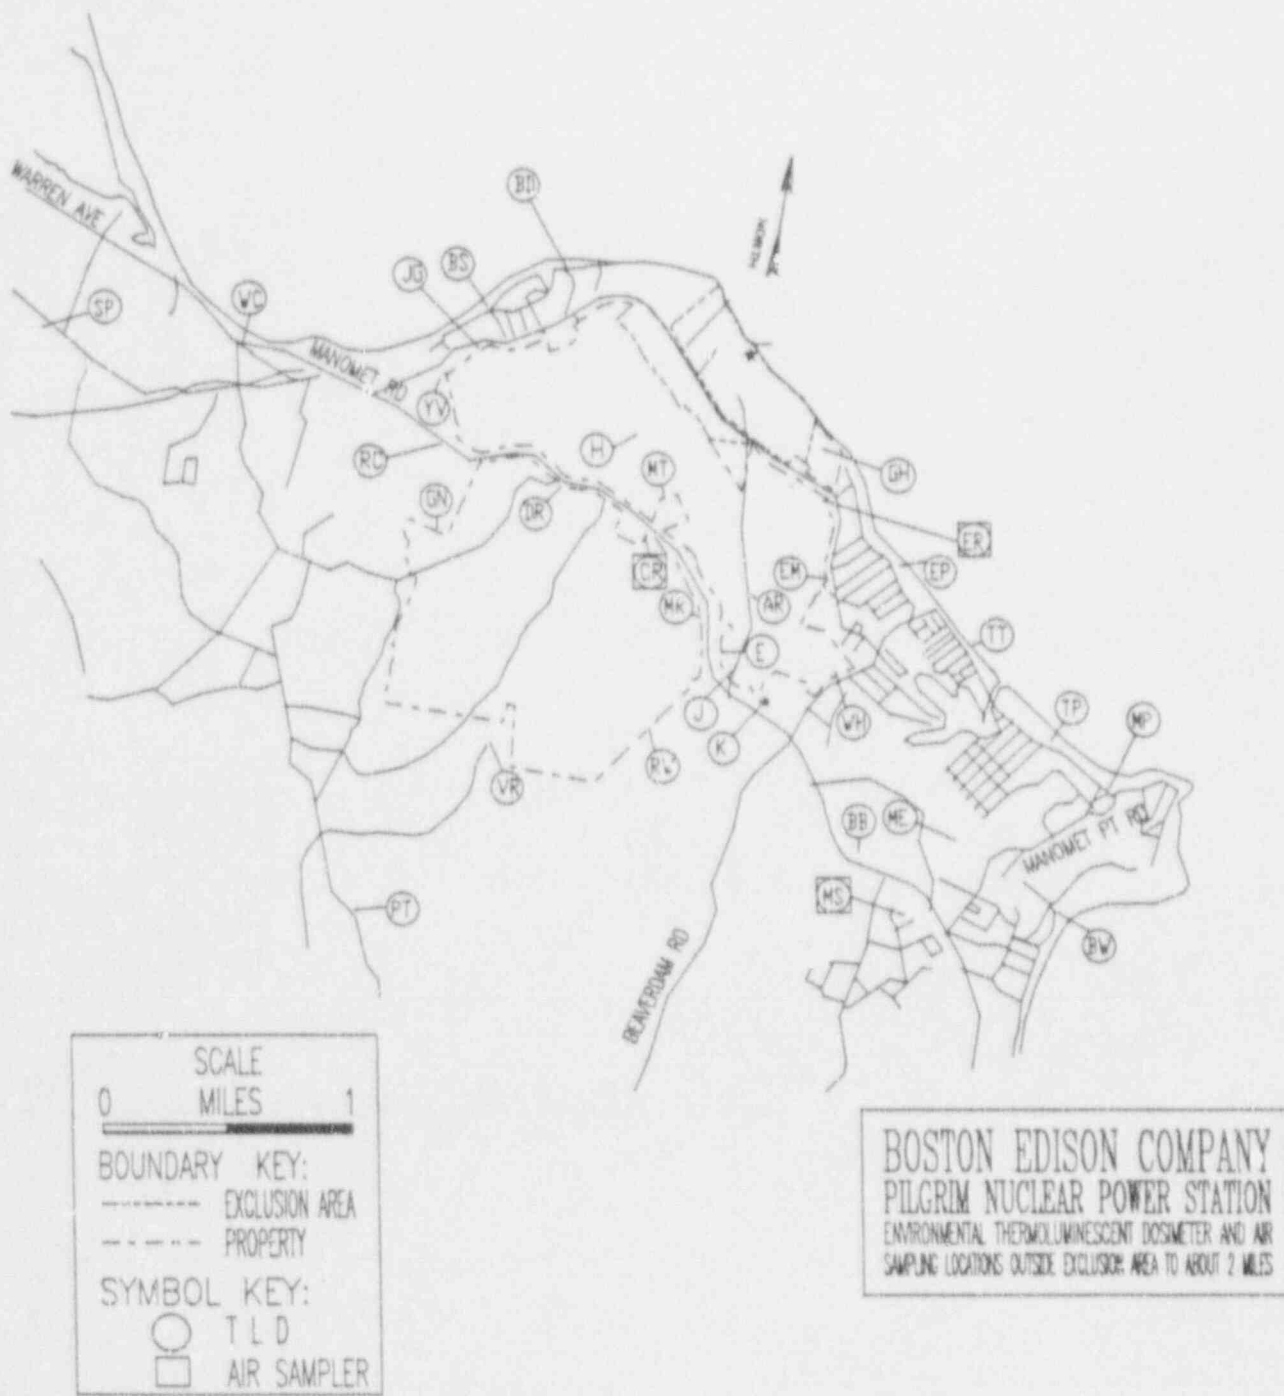 BD
WARREN AVE
BS
JG
SP
WC
MANOMET RD
YV
H
RC
MT
GH
GN
DR
ER
CR
EM
EP
MK
AR
E
TT
J
WH
TP
MP
K
VR
BB
ME
MANOMET PT RD
MS
PT
BW
BEAVERDAM RD
SCALE
0 MILES 1
BOUNDARY KEY:
EXCLUSION AREA
PROPERTY
SYMBOL KEY:
T L D
AIR SAMPLER
BOSTON EDISON COMPANY
PILGRIM NUCLEAR POWER STATION
ENVIRONMENTAL THERMOLUMINESCENT DOSIMETER AND AIR
SAMPLING LOCATIONS OUTSIDE EXCLUSION AREA TO ABOUT 2 MILES